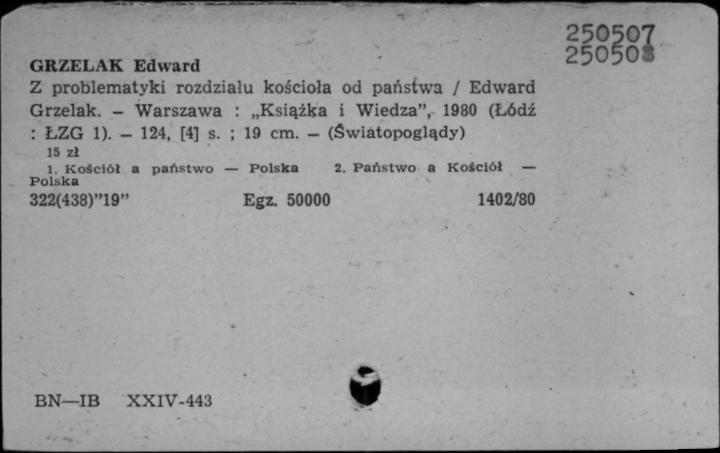 250507
250508
GRZELAK Edward
Z problematyki rozdziału kościoła od państwa / Edward
Grzelak. — Warszawa : „Książka i Wiedza”, 1980 (Łódź
: ŁZG 1). — 124, [4] s. ; 19 cm. — (Światopoglądy)
15 zł
1. Kościół a państwo — Polska 2. Państwo a Kościół —
Polska
322(438)”19” Egz. 50000 1402/80
BN—IB XXIV-443